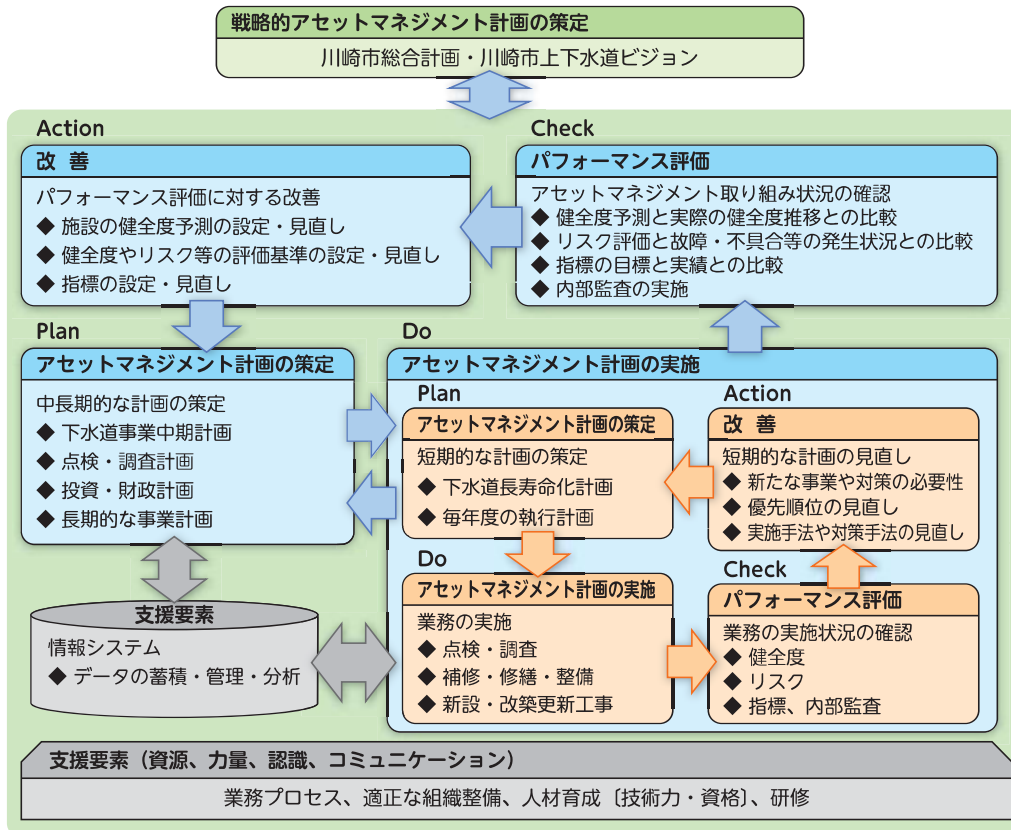 戦略的アセットマネジメント計画の策定
川崎市総合計画・川崎市上下水道ビジョン
Action
改 善
パフォーマンス評価に対する改善
◆ 施設の健全度予測の設定・見直し
◆ 健全度やリスク等の評価基準の設定・見直し
◆ 指標の設定・見直し
Check
パフォーマンス評価
アセットマネジメント取り組み状況の確認
◆ 健全度予測と実際の健全度推移との比較
◆ リスク評価と故障・不具合等の発生状況との比較
◆ 指標の目標と実績との比較
◆ 内部監査の実施
Plan
アセットマネジメント計画の策定
中長期的な計画の策定
◆ 下水道事業中期計画
◆ 点検・調査計画
◆ 投資・財政計画
◆ 長期的な事業計画
Do
アセットマネジメント計画の実施
Plan
アセットマネジメント計画の策定
短期的な計画の策定
◆ 下水道長寿命化計画
◆ 毎年度の執行計画
Action
改 善
短期的な計画の見直し
◆ 新たな事業や対策の必要性
◆ 優先順位の見直し
◆ 実施手法や対策手法の見直し
Do
アセットマネジメント計画の実施
業務の実施
◆ 点検・調査
◆ 補修・修繕・整備
◆ 新設・改築更新工事
Check
パフォーマンス評価
業務の実施状況の確認
◆ 健全度
◆ リスク
◆ 指標、内部監査
支援要素
情報システム
◆ データの蓄積・管理・分析
支援要素（資源、力量、認識、コミュニケーション）
業務プロセス、適正な組織整備、人材育成〔技術力・資格〕、研修